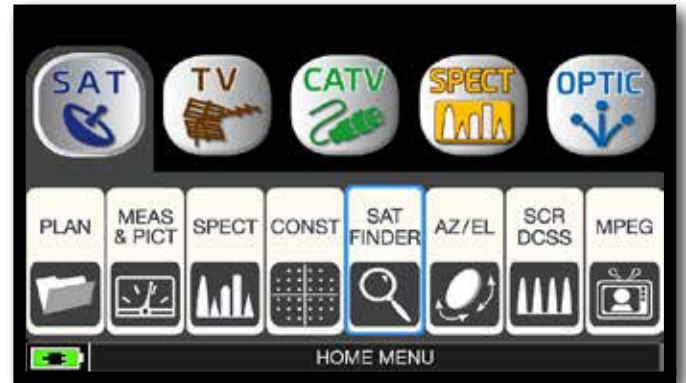 SAT
TV
CATV
SPECT
OPTIC
PLAN
MEAS
& PICT
SPECT
CONST
SAT
FINDER
AZ/EL
SCR
DCSS
MPEG
HOME MENU